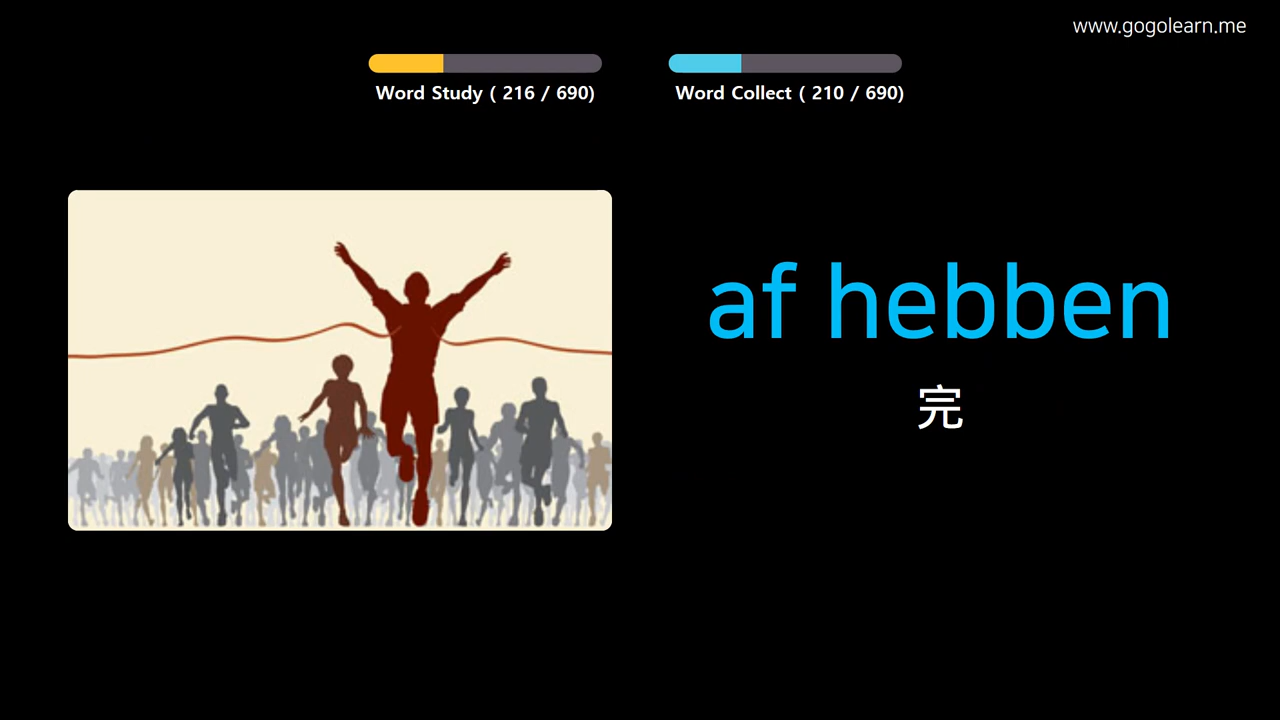 www.gogolearn.me
Word Study ( 216 / 690)
Word Collect ( 210 / 690)
af hebben
完